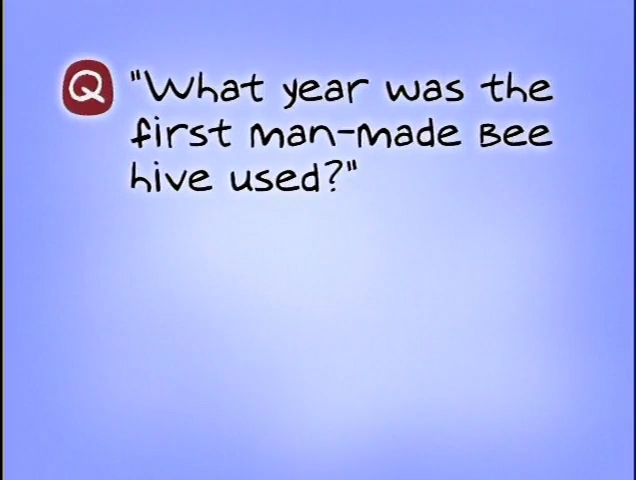 Q "What year was the
first man-made Bee
hive used?"